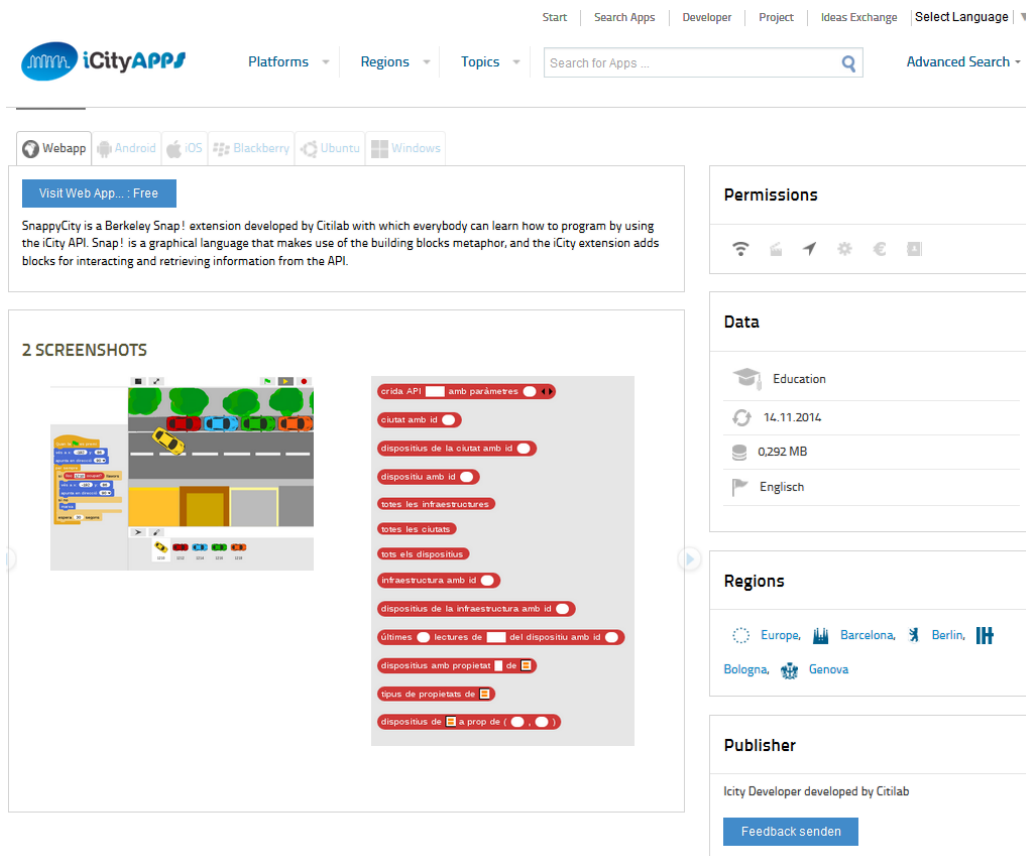 Start Search Apps Developer Project Ideas Exchange Select Language
iCityAPPS Platforms Regions Topics Search for Apps ... Advanced Search
Webapp Android iOS Blackberry Ubuntu Windows
Visit Web App... : Free
SnappyCity is a Berkeley Snap! extension developed by Citilab with which everybody can learn how to program by using
the iCity API. Snap! is a graphical language that makes use of the building blocks metaphor, and the iCity extension adds
blocks for interacting and retrieving information from the API.
2 SCREENSHOTS
crida API amb paràmetres
ciutat amb id
dispositius de la ciutat amb id
dispositiu amb id
totes les infraestructures
totes les ciutats
tots els dispositius
infraestructura amb id
dispositius de la infraestructura amb id
últimes lectures de del dispositiu amb id
dispositius amb propietat de
tipus de propietats de
dispositius de a prop de ( , )
Permissions
Data
Education
14.11.2014
0,292 MB
Englisch
Regions
Europe, Barcelona, Berlin,
Bologna, Genova
Publisher
Icity Developer developed by Citilab
Feedback senden